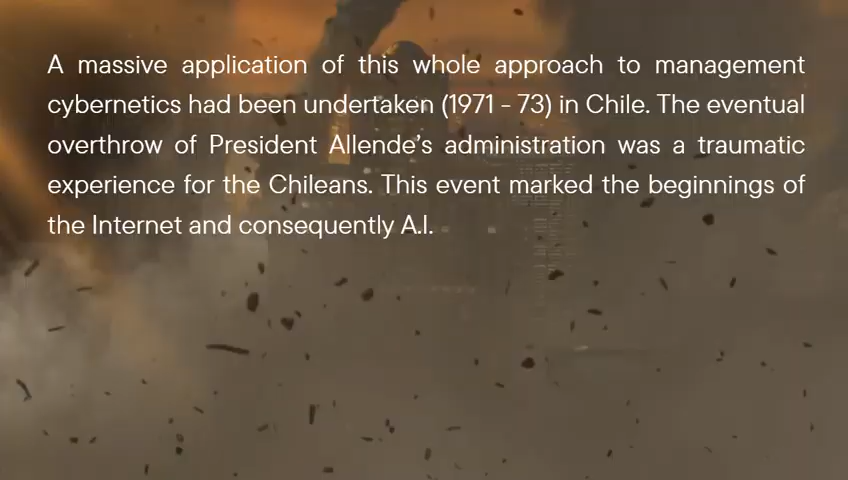 A massive application of this whole approach to management
cybernetics had been undertaken (1971 - 73) in Chile. The eventual
overthrow of President Allende's administration was a traumatic
experience for the Chileans. This event marked the beginnings of
the Internet and consequently A.I.